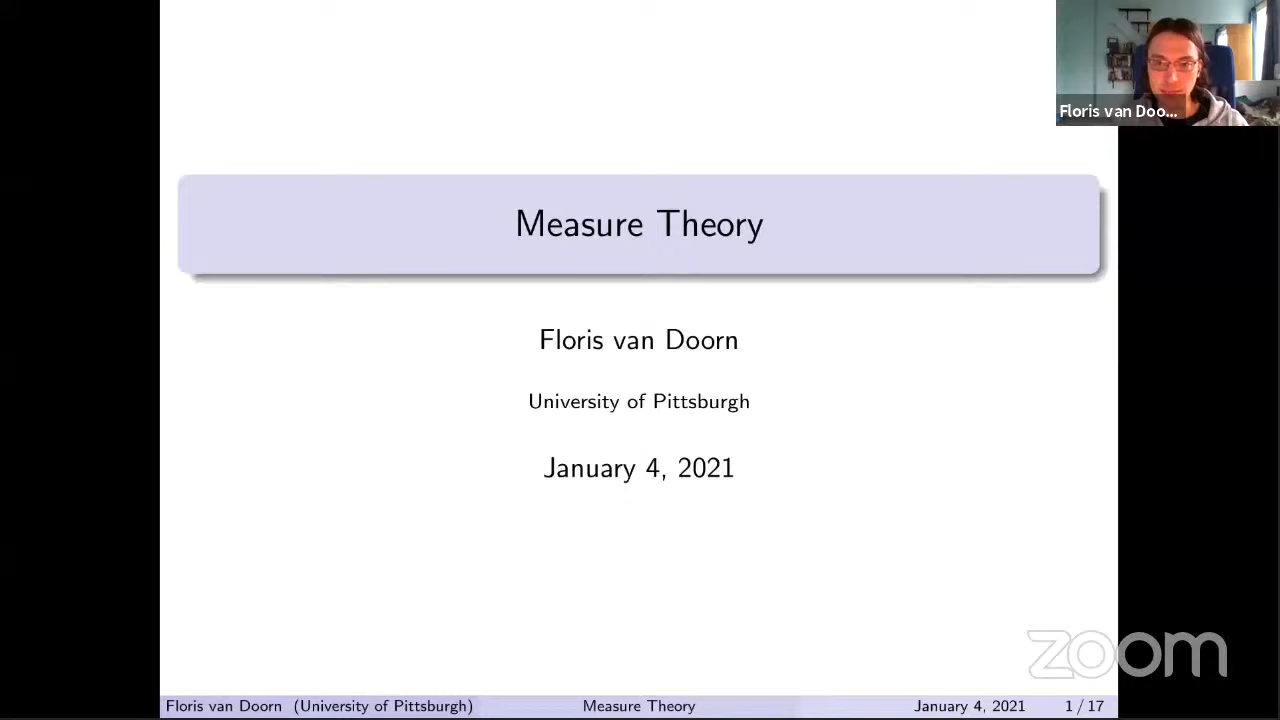 Floris van Doo...
Measure Theory
Floris van Doorn
University of Pittsburgh
January 4, 2021
zoom
Floris van Doorn (University of Pittsburgh) Measure Theory January 4, 2021 1 / 17